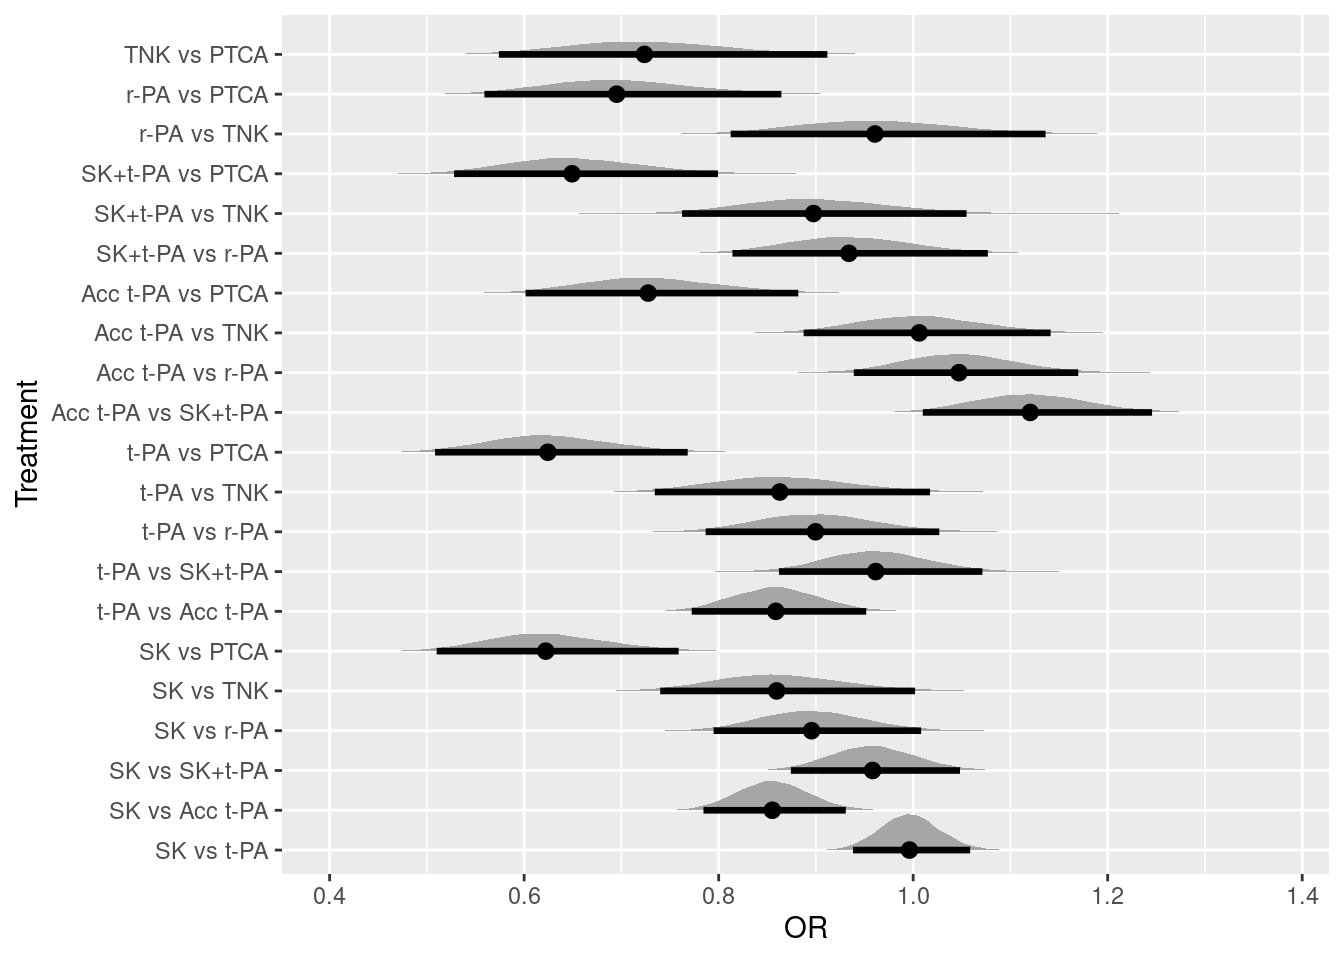 TNK vs PTCA
r-PA vs PTCA
r-PA vs TNK
SK+t-PA vs PTCA
SK+t-PA vs TNK
SK+t-PA vs r-PA
Acc t-PA vs PTCA
Acc t-PA vs TNK
Acc t-PA vs r-PA
Acc t-PA vs SK+t-PA
t-PA vs PTCA
t-PA vs TNK
t-PA vs r-PA
t-PA vs SK+t-PA
t-PA vs Acc t-PA
SK vs PTCA
SK vs TNK
SK vs r-PA
SK vs SK+t-PA
SK vs Acc t-PA
SK vs t-PA
Treatment
0.4 0.6 0.8 1.0 1.2 1.4
OR